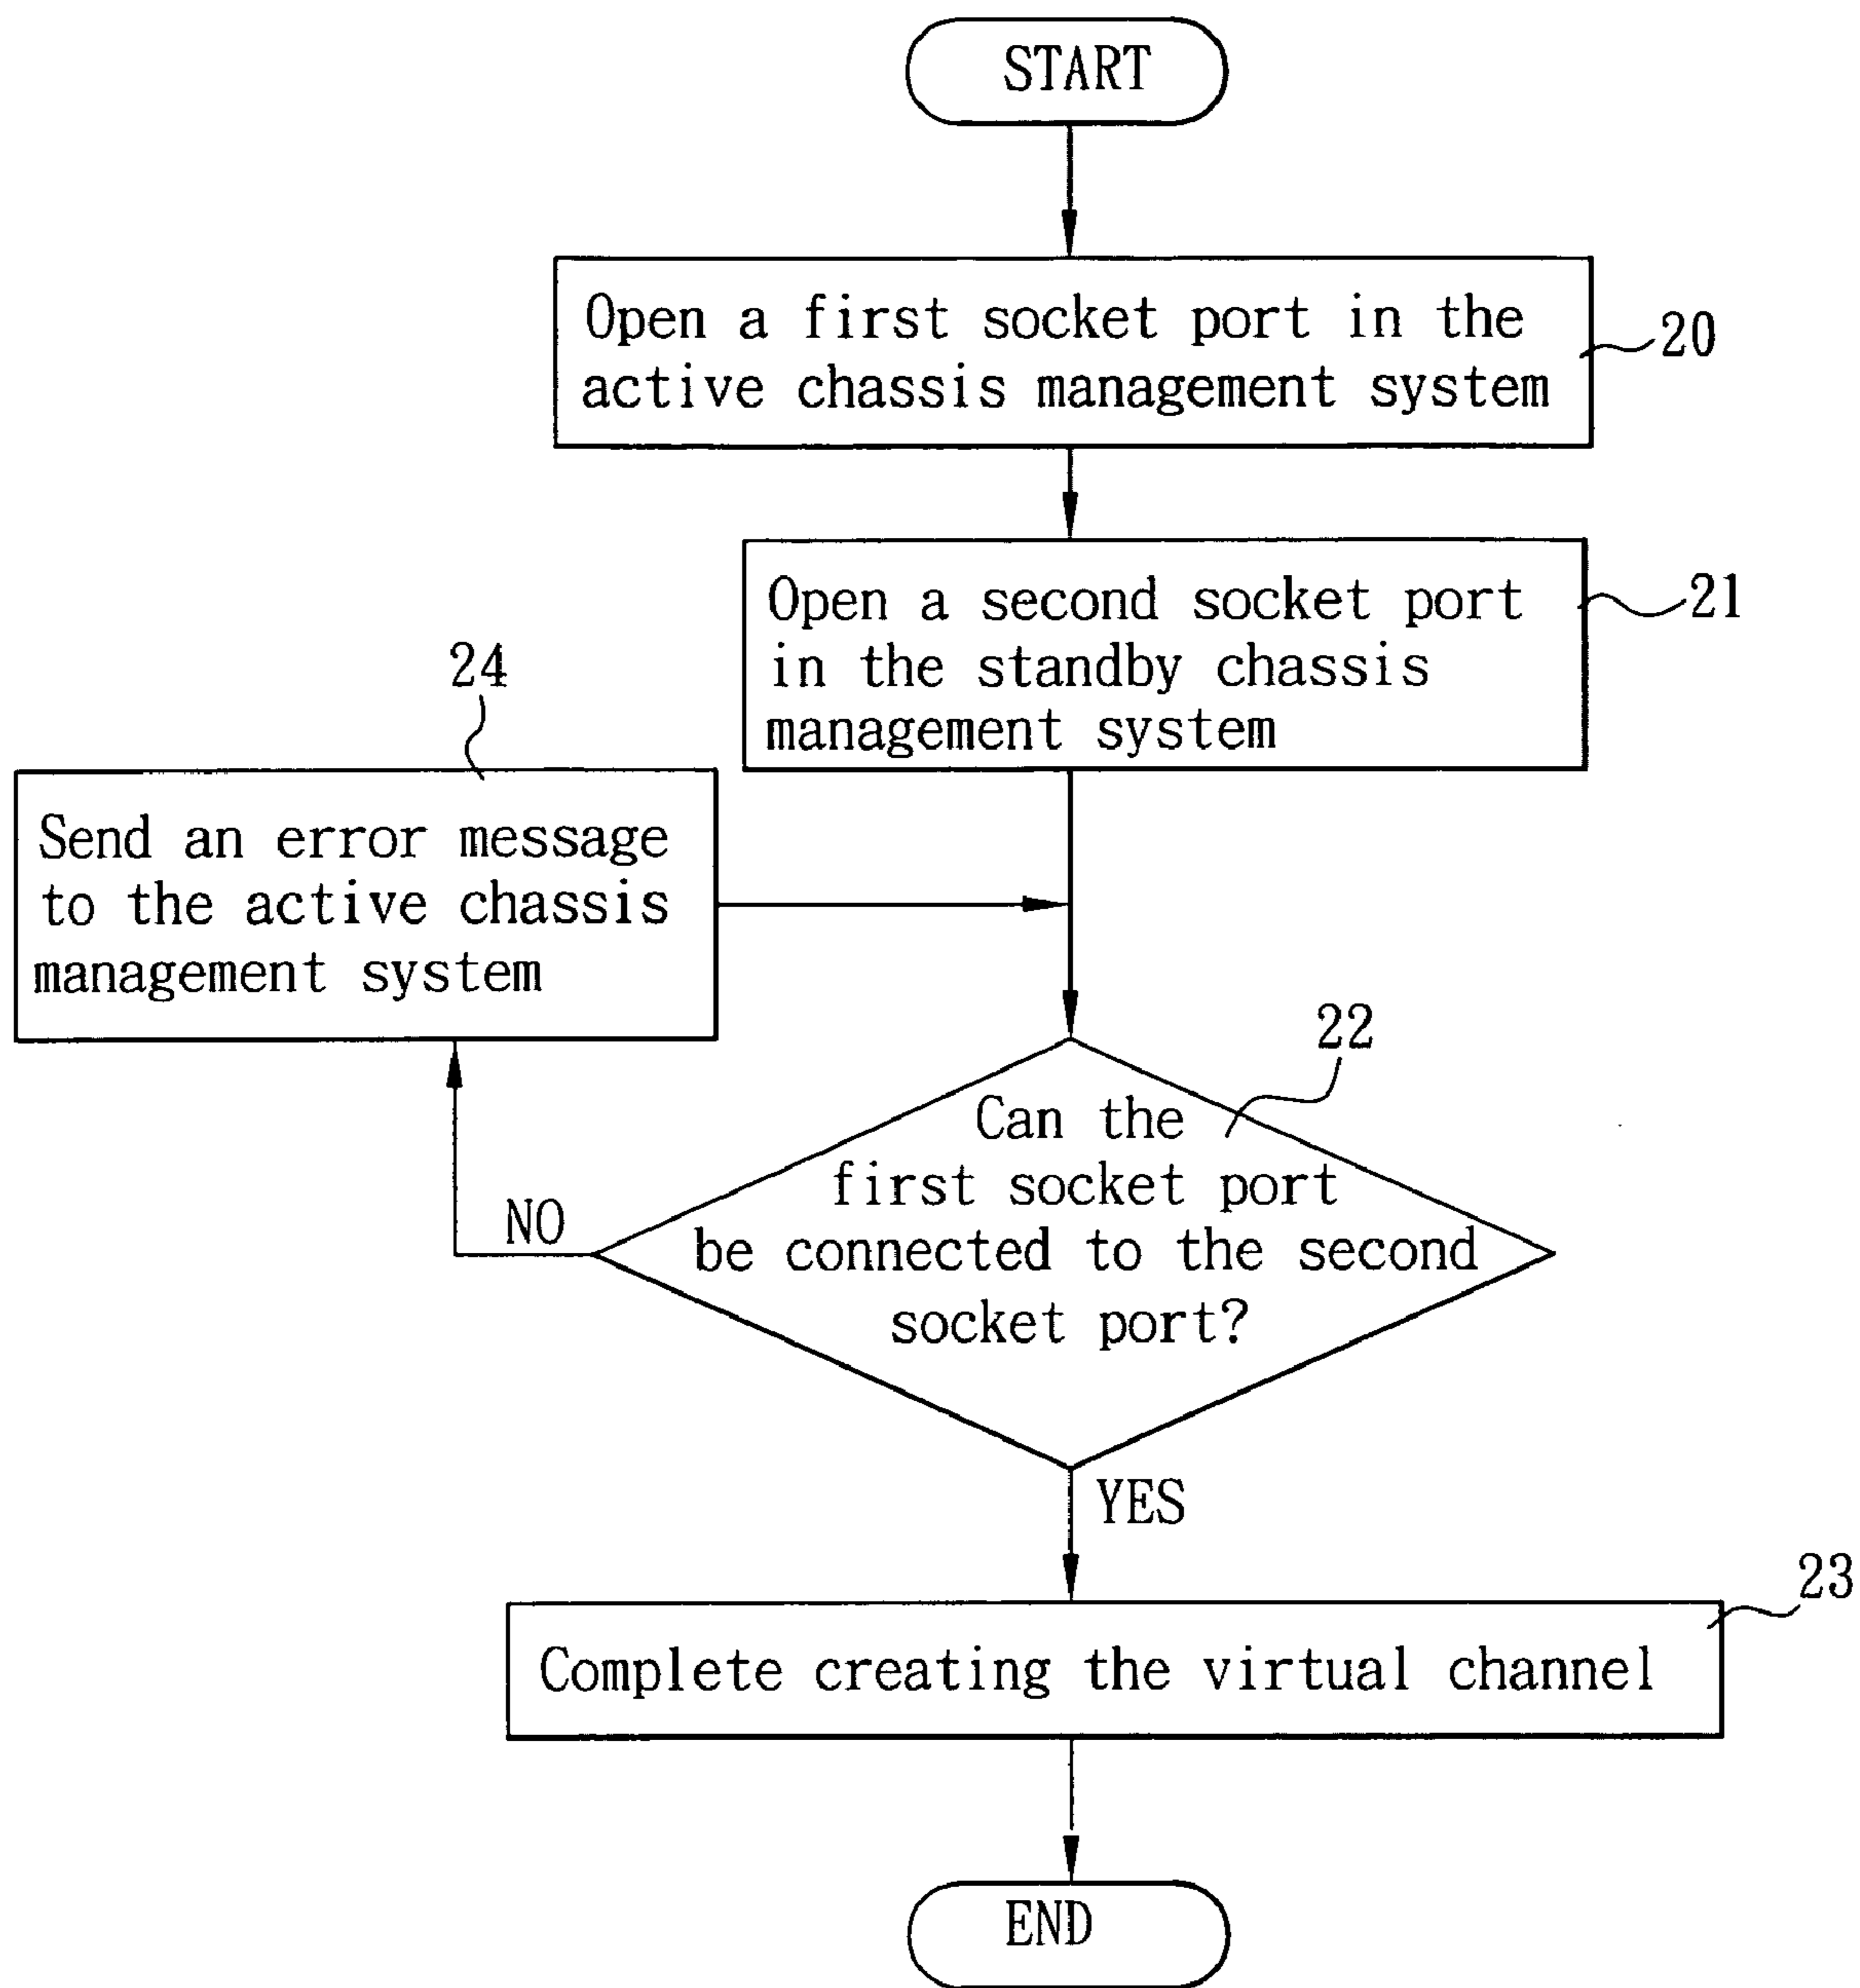 START
Open a first socket port in the
active chassis management system
20
Open a second socket port
in the standby chassis
management system
21
24
Send an error message
to the active chassis
management system
22
Can the
first socket port
be connected to the second
socket port?
NO
YES
23
Complete creating the virtual channel
END